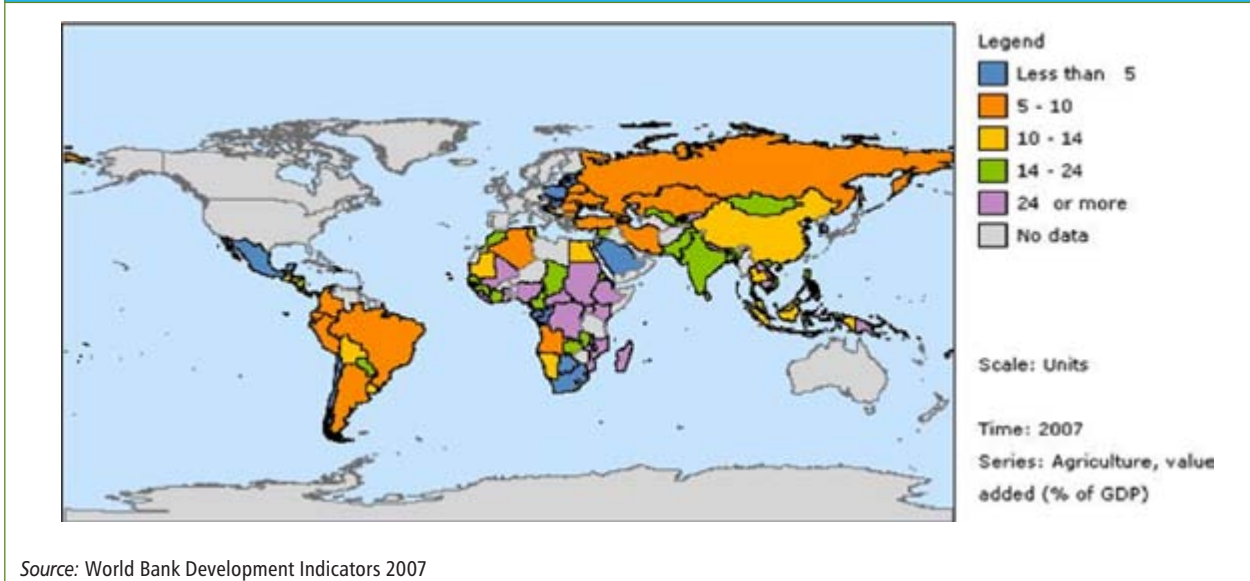 Legend
Less than 5
5 - 10
10 - 14
14 - 24
24 or more
No data
Scale: Units
Time: 2007
Series: Agriculture, value
added (% of GDP)
Source: World Bank Development Indicators 2007